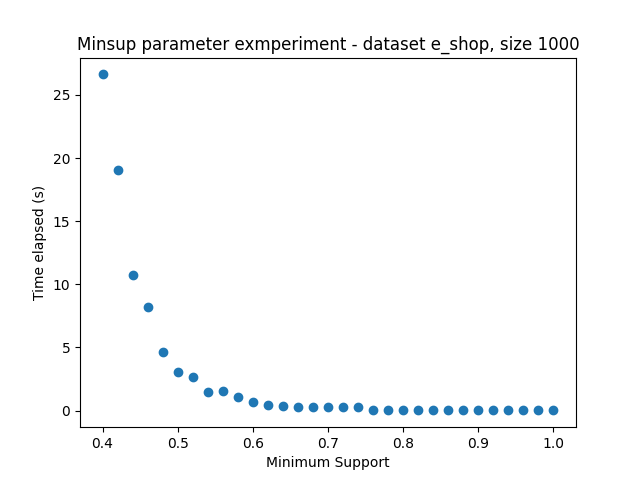 Minsup parameter exmperiment - dataset e_shop, size 1000
25
20
15
10
5
0
Time elapsed (s)
0.4 0.5 0.6 0.7 0.8 0.9 1.0
Minimum Support